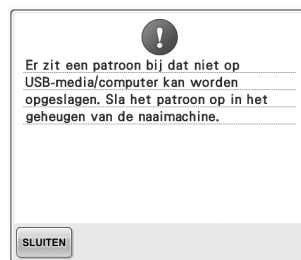 Er zit een patroon bij dat niet op
USB-media/computer kan worden
opgeslagen. Sla het patroon op in het
geheugen van de naaimachine.
SLUITEN